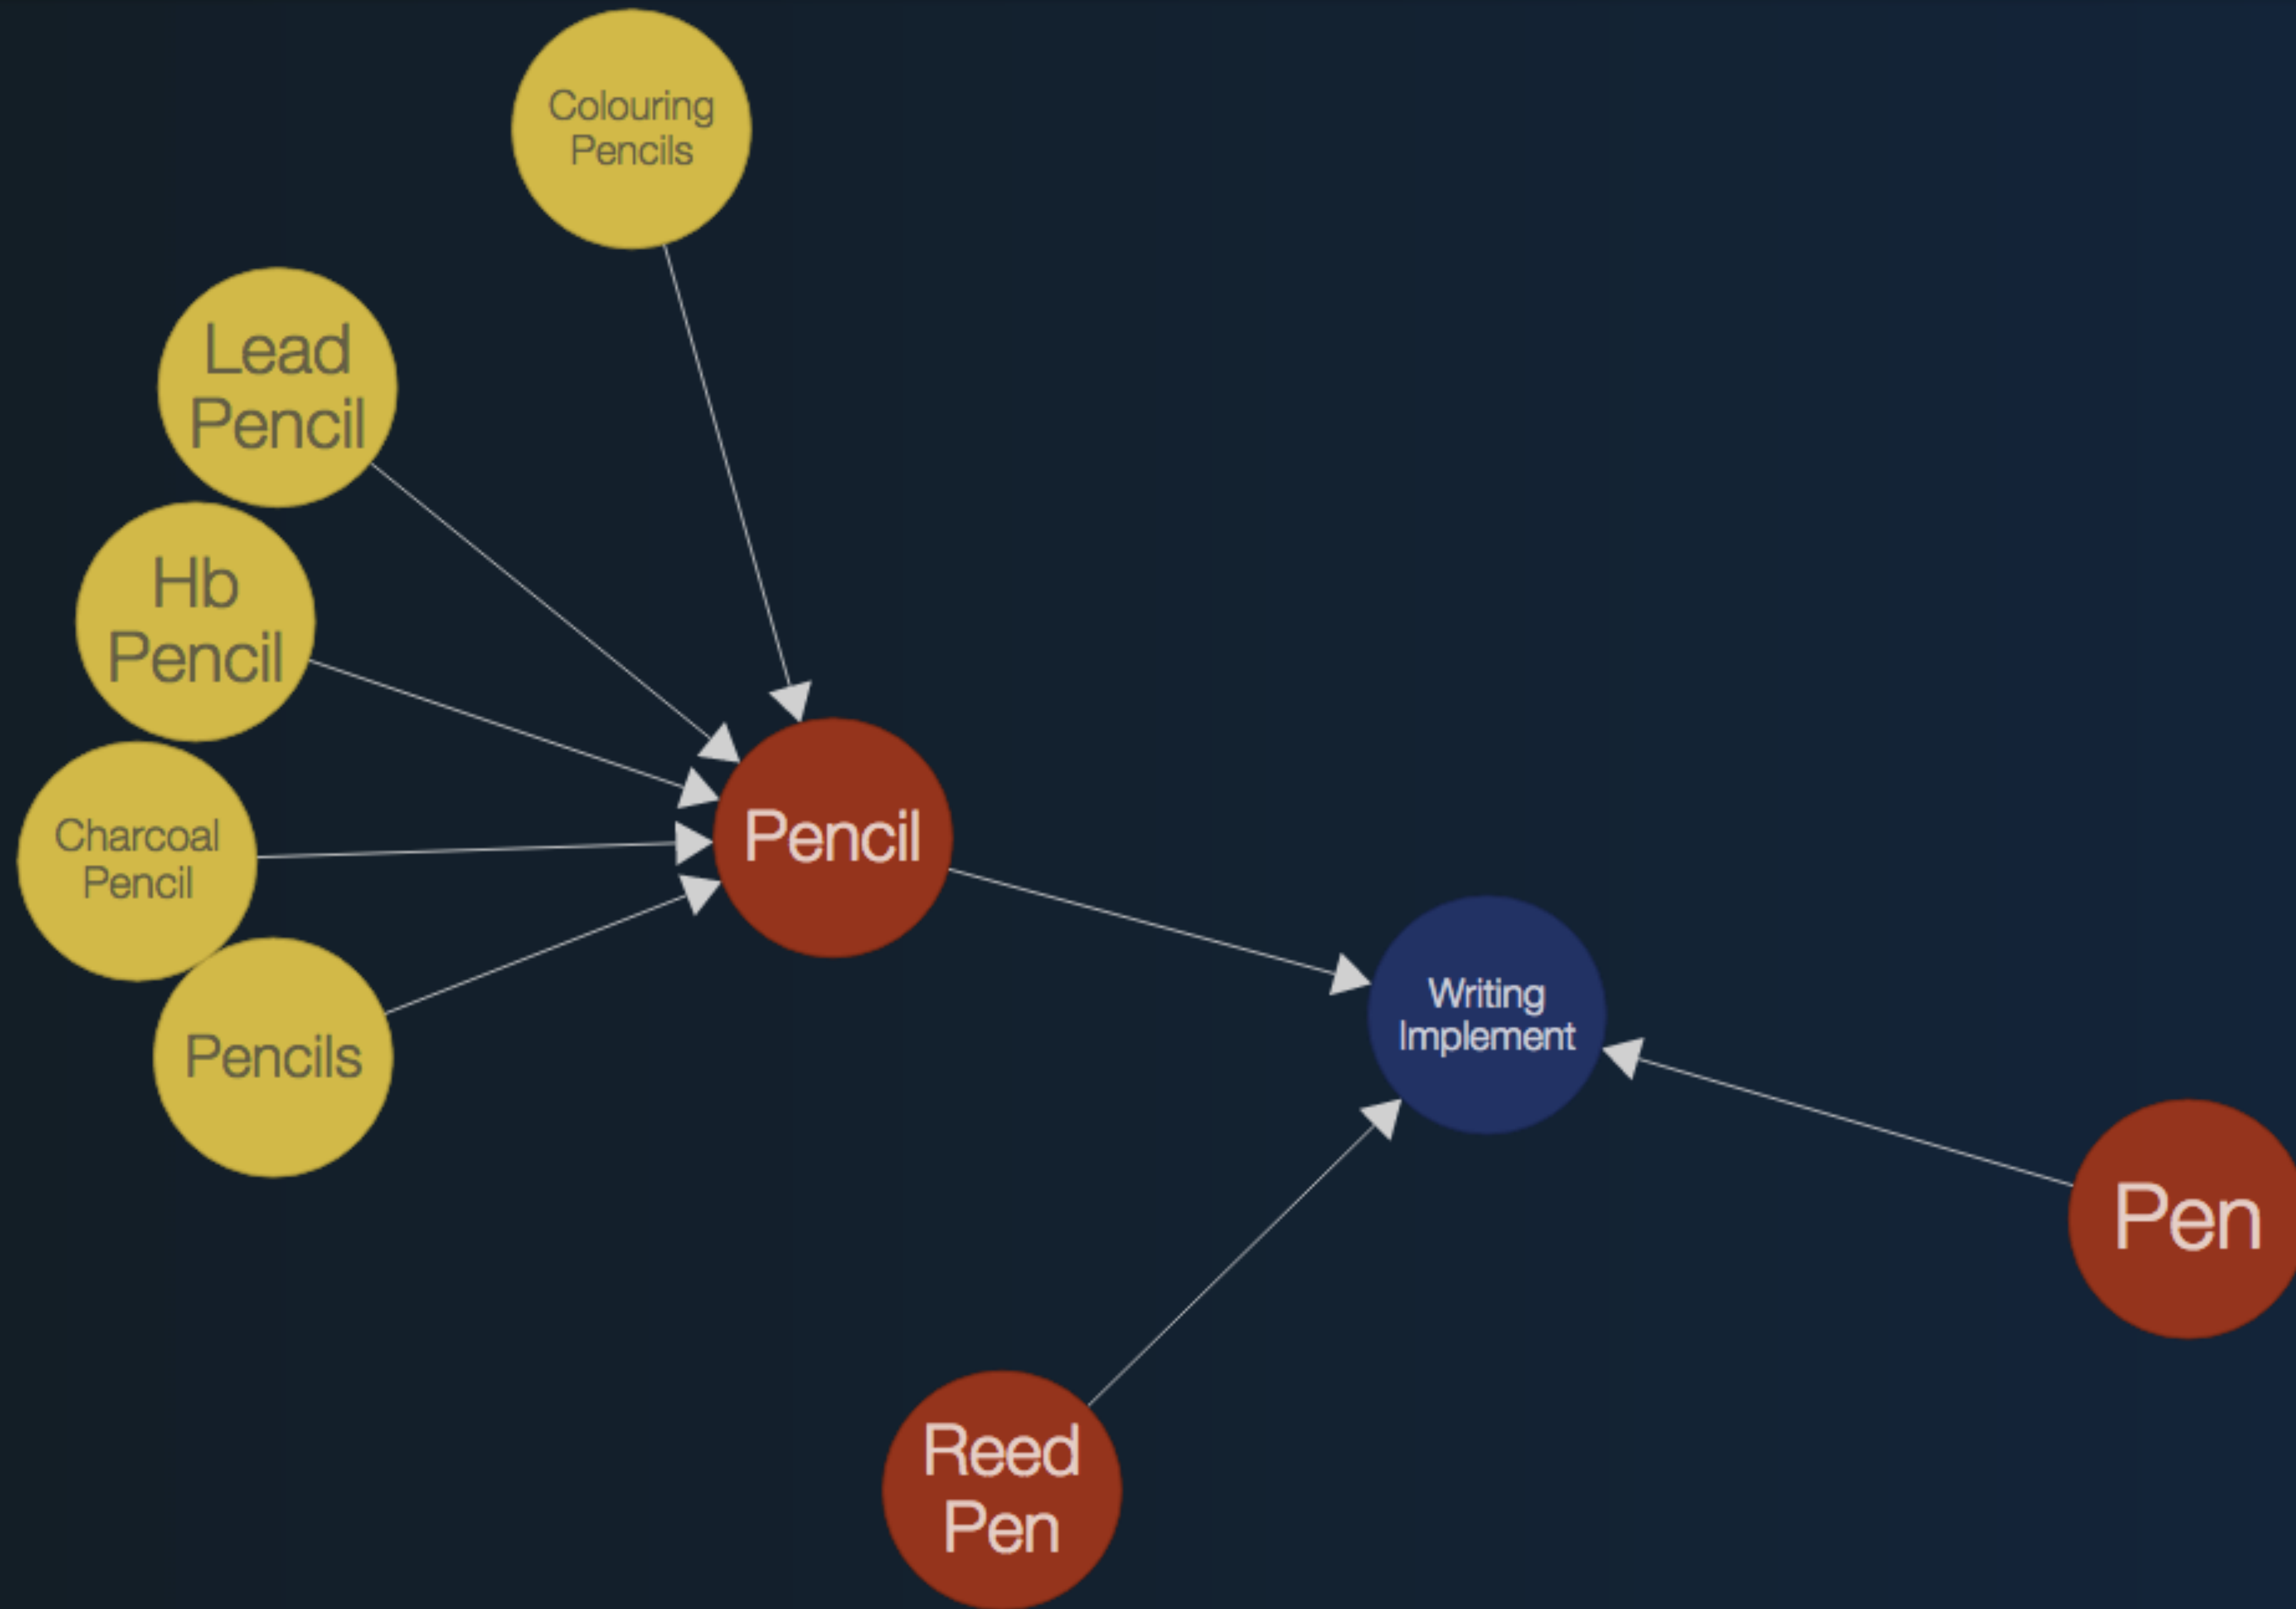 Colouring
Pencils
Lead
Pencil
Hb
Pencil
Charcoal
Pencil
Pencils
Pencil
Writing
Implement
Pen
Reed
Pen